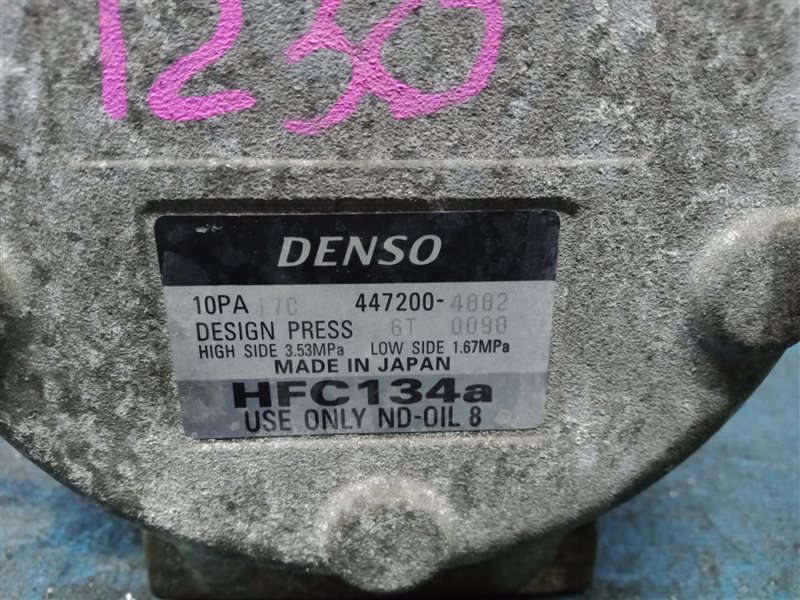 1230
DENSO
10PA 17C 447200-4882
DESIGN PRESS 6T 0098
HIGH SIDE 3.53MPa LOW SIDE 1.67MPa
MADE IN JAPAN
HFC134a
USE ONLY ND-OIL 8